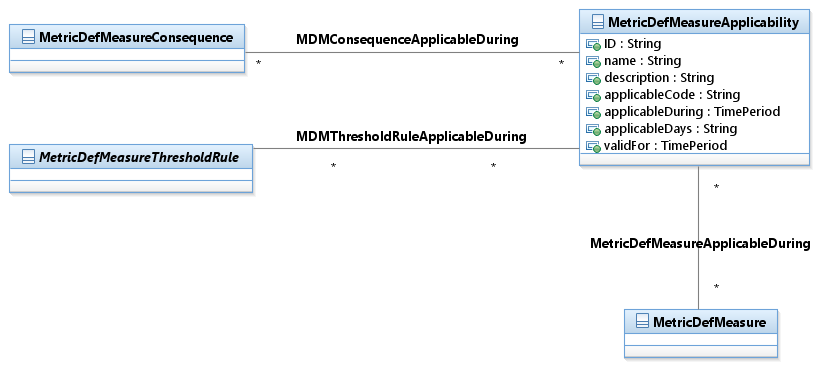 MetricDefMeasureConsequence
MDMConsequenceApplicableDuring
*
*
MetricDefMeasureApplicability
ID : String
name : String
description : String
applicableCode : String
applicableDuring : TimePeriod
applicableDays : String
validFor : TimePeriod
MetricDefMeasureThresholdRule
MDMThresholdRuleApplicableDuring
*
*
*
MetricDefMeasureApplicableDuring
*
MetricDefMeasure